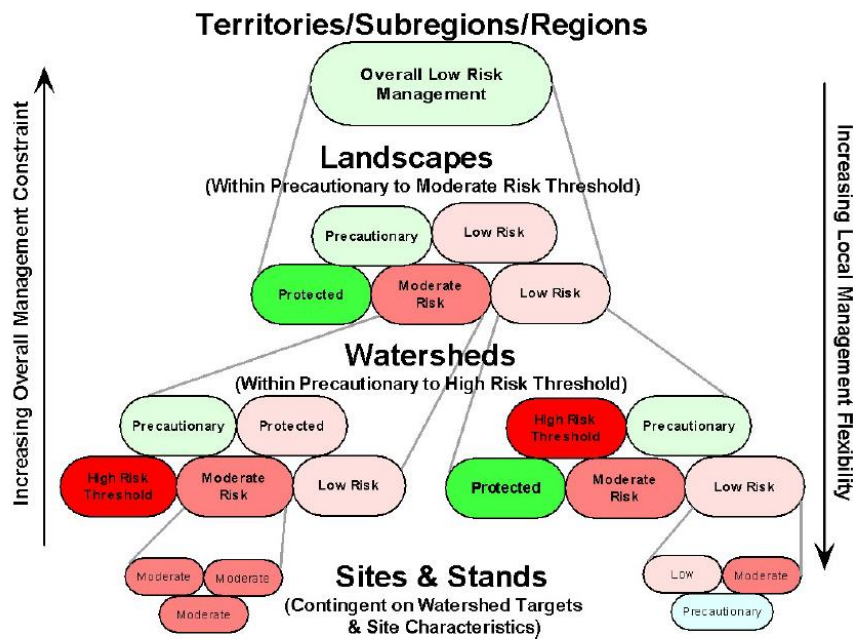 Territories/Subregions/Regions
Overall Low Risk
Management
Increasing Overall Management Constraint
Increasing Local Management Flexibility
Landscapes
(Within Precautionary to Moderate Risk Threshold)
Precautionary
Low Risk
Protected
Moderate
Risk
Low Risk
Watersheds
(Within Precautionary to High Risk Threshold)
Precautionary
Protected
High Risk
Threshold
Moderate
Risk
Low Risk
High Risk
Threshold
Precautionary
Protected
Moderate
Risk
Low Risk
Moderate
Moderate
Moderate
Sites & Stands
(Contingent on Watershed Targets
& Site Characteristics)
Low
Moderate
Precautionary